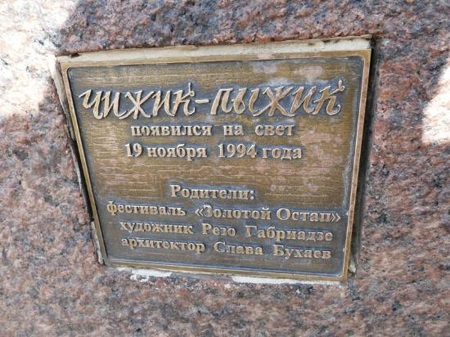 Чижик-Пыжик
появился на свет
19 ноября 1994 года
Родители:
фестиваль «Золотой Остап»
художник Резо Габриадзе
архитектор Слава Бухаев